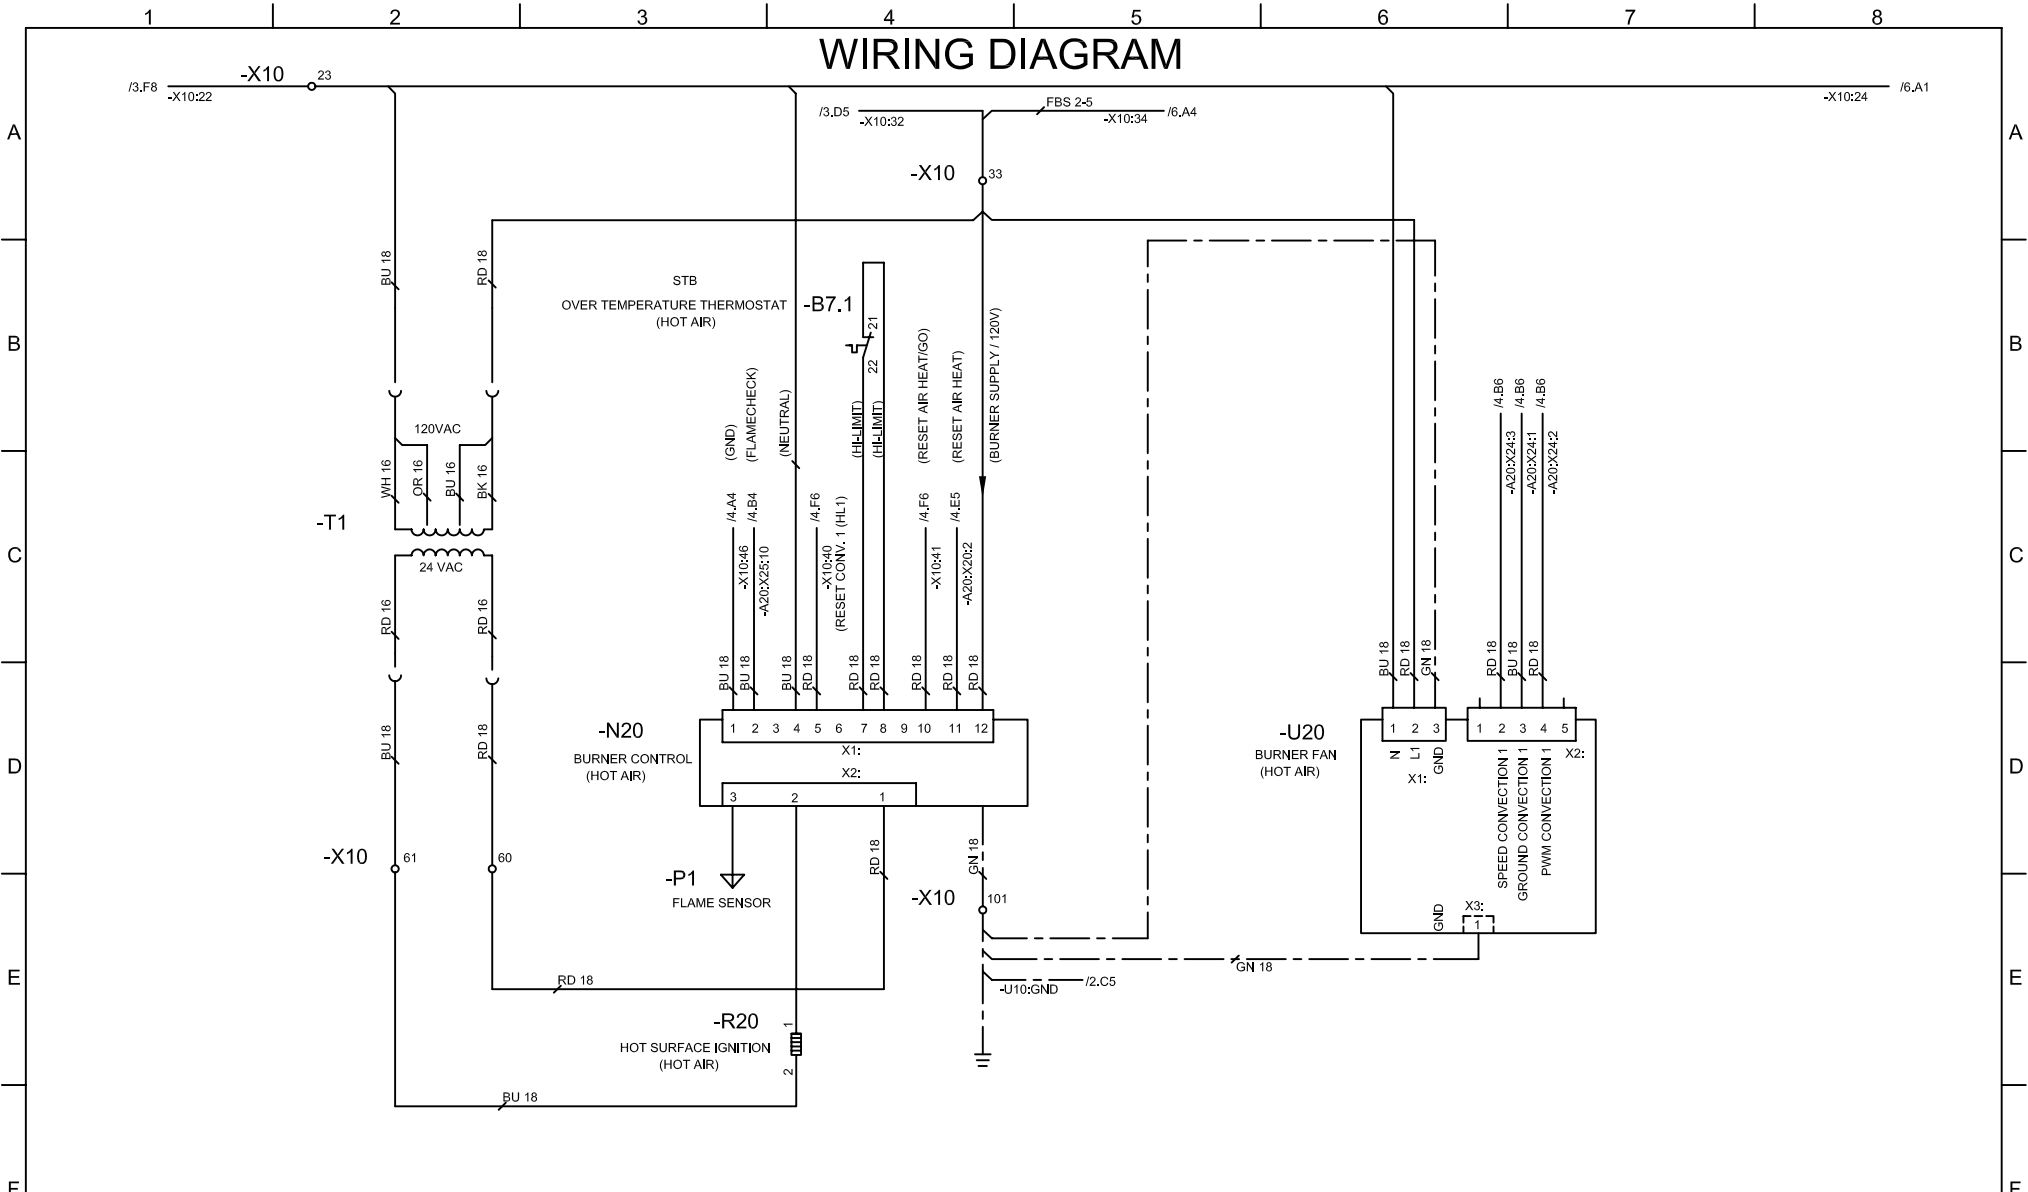 1 2 3 4 5 6 7 8
WIRING DIAGRAM
A
A
B
B
C
C
D
D
E
E
F
F
/3.F8
-X10:22
-X10
23
-X10:24
/6.A1
/3.D5
-X10:32
FBS 2-5
-X10:34
/6.A4
-X10
33
BU 18
RD 18
STB
OVER TEMPERATURE THERMOSTAT
(HOT AIR)
-B7.1
21
22
120VAC
WH 16
OR 16
BU 16
BK 16
-T1
24 VAC
RD 16
RD 16
BU 18
RD 18
-X10
61
60
(GND)
(FLAMECHECK)
(NEUTRAL)
(HI-LIMIT)
(HI-LIMIT)
(RESET AIR HEAT/GO)
(RESET AIR HEAT)
(BURNER SUPPLY / 120V)
/4.A4
-X10:46
/4.B4
-A20:X25:10
/4.F6
-X10:40
(RESET CONV. 1 (HL1)
/4.F6
-X10:41
/4.E5
-A20:X20:2
BU 18
BU 18
BU 18
RD 18
RD 18
RD 18
RD 18
RD 18
RD 18
-N20
BURNER CONTROL
(HOT AIR)
1 2 3 4 5 6 7 8 9 10 11 12
X1:
X2:
3 2 1
-P1
FLAME SENSOR
RD 18
GN 18
-X10
101
RD 18
-R20
HOT SURFACE IGNITION
(HOT AIR)
1
2
BU 18
-U10:GND
/2.C5
GN 18
/4.B6
/4.B6
/4.B6
-A20:X24:3
-A20:X24:1
-A20:X24:2
BU 18
RD 18
GN 18
RD 18
BU 18
RD 18
-U20
BURNER FAN
(HOT AIR)
1 2 3
1 2 3 4 5
N
L1
GND
X1:
X2:
SPEED CONVECTION 1
GROUND CONVECTION 1
PWM CONVECTION 1
GND
X3:
1